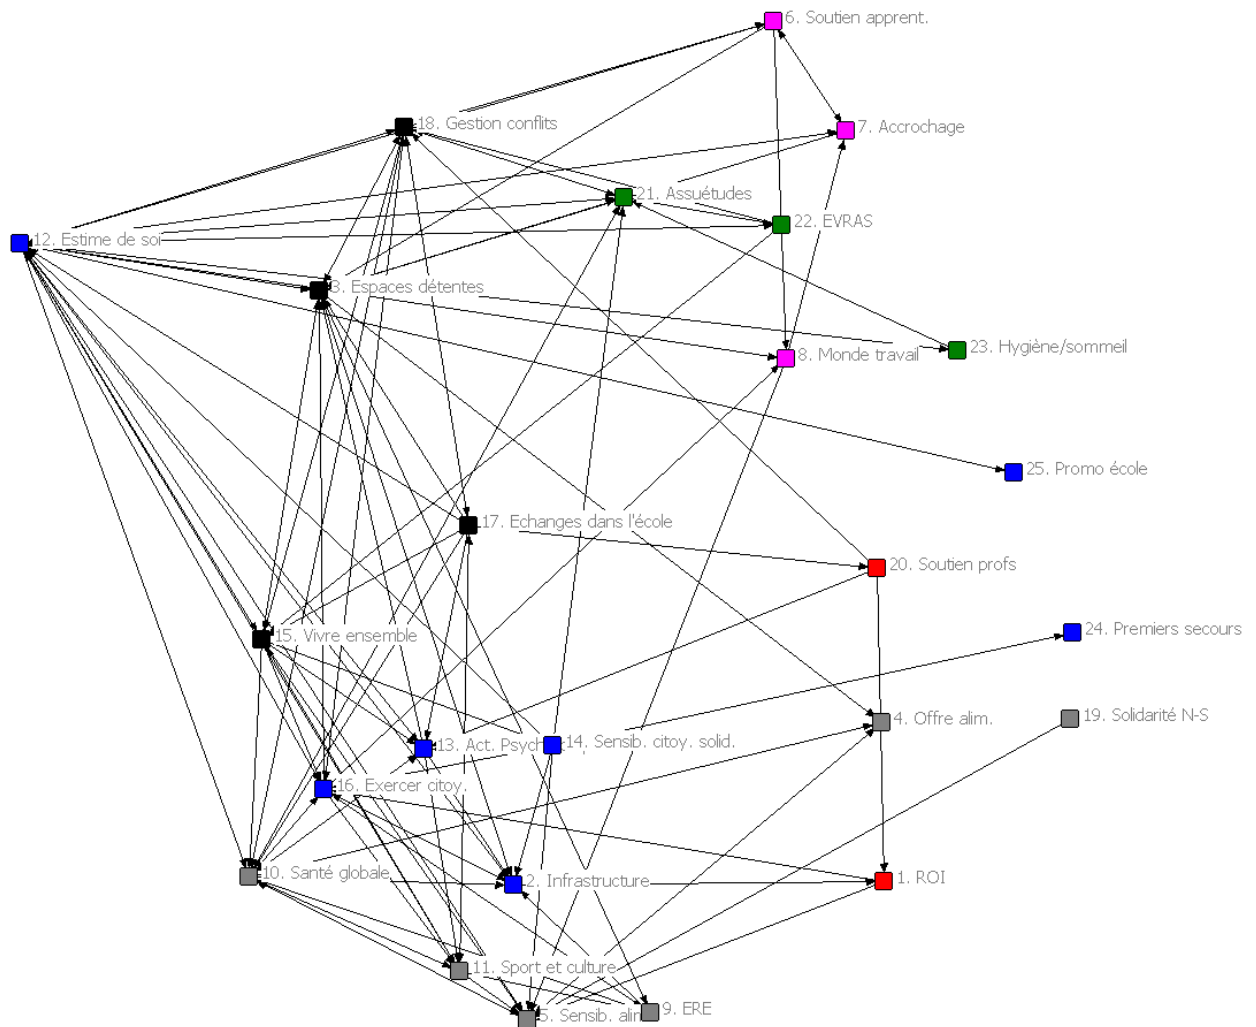 6. Soutien apprent.
18. Gestion conflits
7. Accrochage
21. Assuétudes
22. EVRAS
12. Estime de soi
3. Espaces détentes
23. Hygiène/sommeil
8. Monde travail
25. Promo école
17. Echanges dans l'école
20. Soutien profs
24. Premiers secours
15. Vivre ensemble
19. Solidarité N-S
4. Offre alim.
13. Act. Psych
14. Sensib. citoy. solid.
16. Exercer citoy.
10. Santé globale
2. Infrastructure
1. ROI
11. Sport et culture
9. ERE
5. Sensib. alim